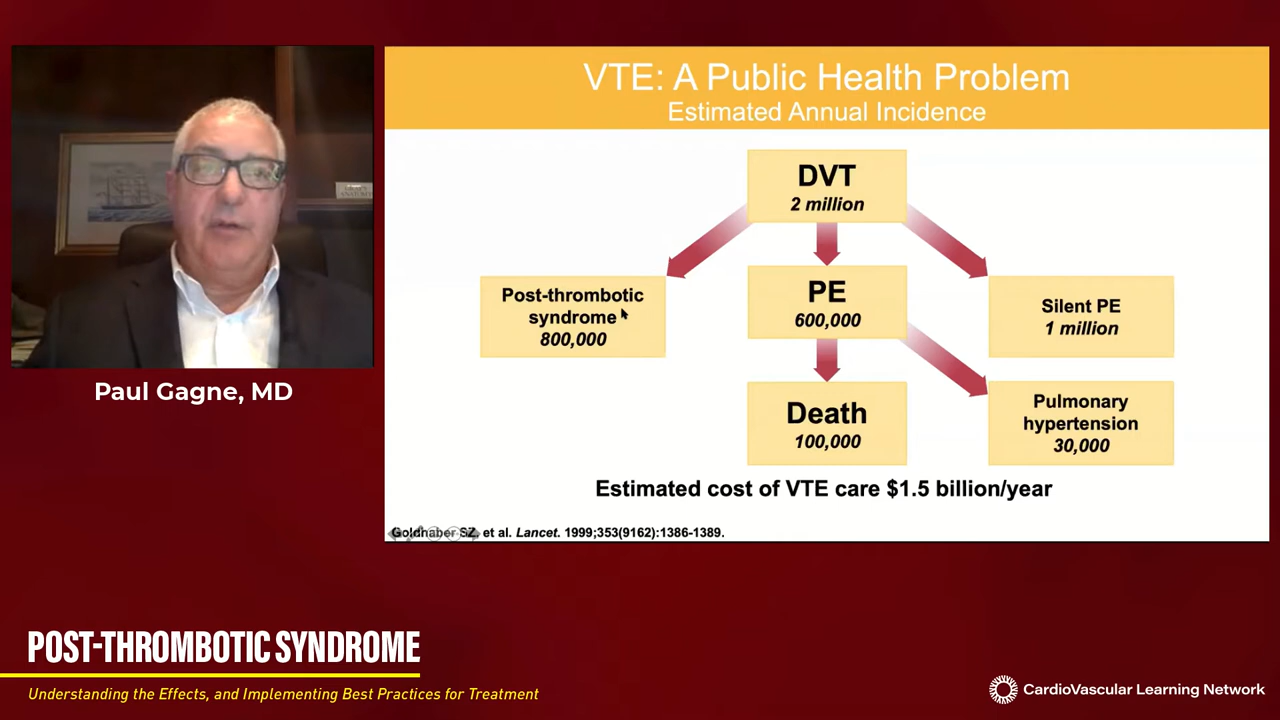 VTE: A Public Health Problem
Estimated Annual Incidence
DVT
2 million
Post-thrombotic
syndrome
800,000
PE
600,000
Silent PE
1 million
Death
100,000
Pulmonary
hypertension
30,000
Estimated cost of VTE care $1.5 billion/year
Goldhaber SZ, et al. Lancet. 1999;353(9162):1386-1389.
Paul Gagne, MD
POST-THROMBOTIC SYNDROME
Understanding the Effects, and Implementing Best Practices for Treatment
CardioVascular Learning Network